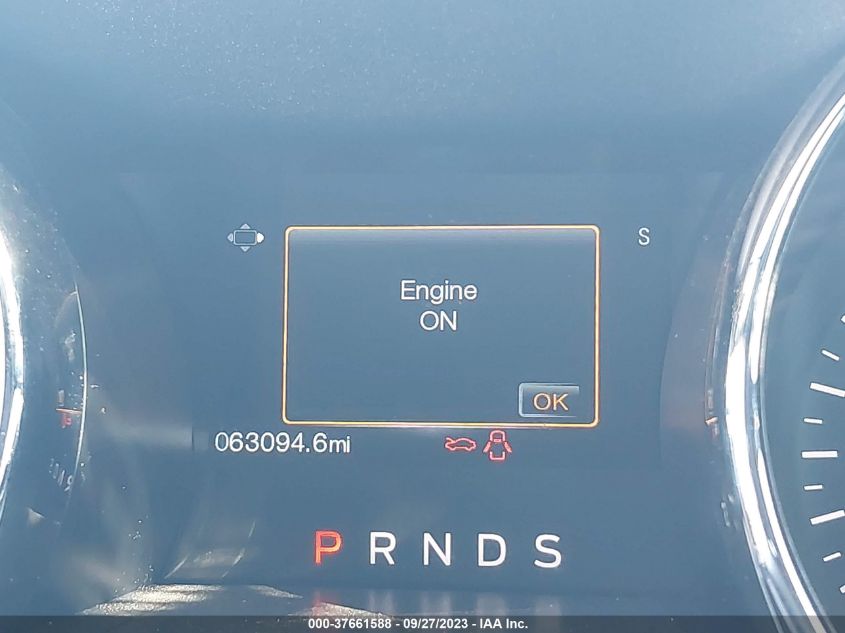 S
Engine
ON
OK
063094.6mi
P R N D S
000-37661588 / 09/27/2023 - IAA Inc.